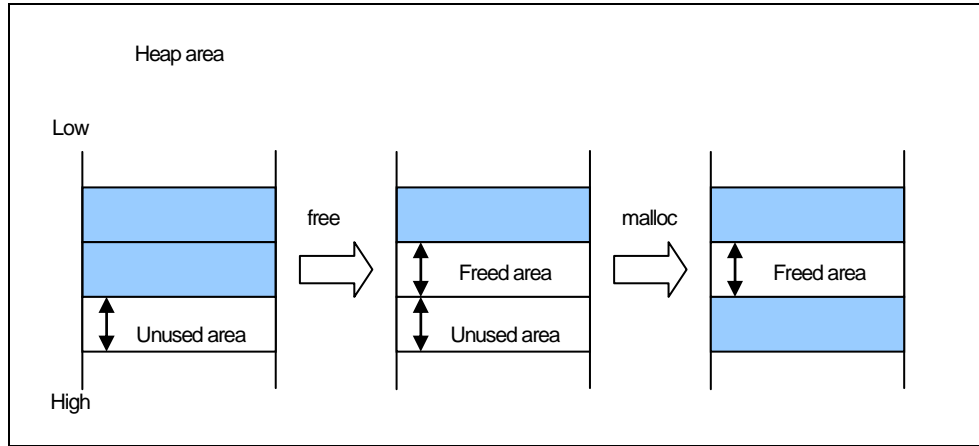 Heap area
Low
free
malloc
Freed area
Freed area
Unused area
Unused area
High